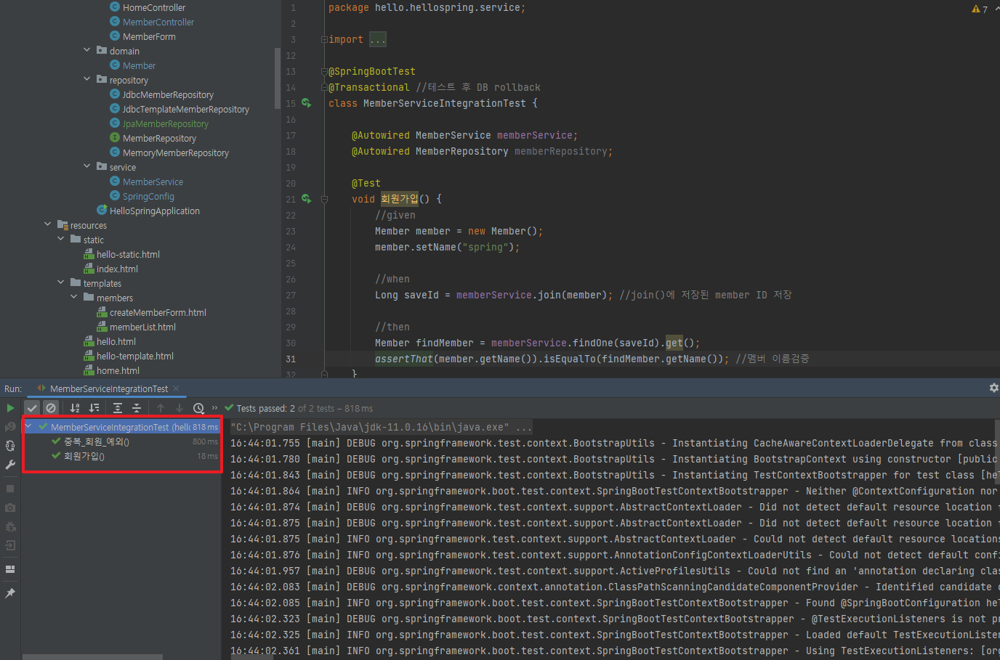 HomeController
MemberController
MemberForm
domain
Member
repository
JdbcMemberRepository
JdbcTemplateMemberRepository
JpaMemberRepository
MemberRepository
MemoryMemberRepository
service
MemberService
SpringConfig
HelloSpringApplication
resources
static
hello-static.html
index.html
templates
members
createMemberForm.html
memberList.html
hello.html
hello-template.html
home.html
7
1 package hello.hellospring.service;
2
3 import ...
12
13 @SpringBootTest
14 @Transactional //테스트 후 DB rollback
15 class MemberServiceIntegrationTest {
16
17 @Autowired MemberService memberService;
18 @Autowired MemberRepository memberRepository;
19
20 @Test
21 void 회원가입() {
22 //given
23 Member member = new Member();
24 member.setName("spring");
25
26 //when
27 Long saveId = memberService.join(member); //join()에 저장된 member ID 저장
28
29 //then
30 Member findMember = memberService.findOne(saveId).get();
31 assertThat(member.getName()).isEqualTo(findMember.getName()); //멤버 이름검증
32 }
Run: MemberServiceIntegrationTest
Tests passed: 2 of 2 tests – 818 ms
MemberServiceIntegrationTest (hello 818 ms
중복_회원_예외() 800 ms
회원가입() 18 ms
"C:\Program Files\Java\jdk-11.0.16\bin\java.exe" ...
16:44:01.755 [main] DEBUG org.springframework.test.context.BootstrapUtils - Instantiating CacheAwareContextLoaderDelegate from class
16:44:01.780 [main] DEBUG org.springframework.test.context.BootstrapUtils - Instantiating BootstrapContext using constructor [public
16:44:01.843 [main] DEBUG org.springframework.test.context.BootstrapUtils - Instantiating TestContextBootstrapper for test class [he
16:44:01.864 [main] INFO org.springframework.boot.test.context.SpringBootTestContextBootstrapper - Neither @ContextConfiguration nor
16:44:01.874 [main] DEBUG org.springframework.test.context.support.AbstractContextLoader - Did not detect default resource location f
16:44:01.875 [main] DEBUG org.springframework.test.context.support.AbstractContextLoader - Did not detect default resource location f
16:44:01.875 [main] INFO org.springframework.test.context.support.AbstractContextLoader - Could not detect default resource locations
16:44:01.876 [main] INFO org.springframework.test.context.support.AnnotationConfigContextLoaderUtils - Could not detect default confi
16:44:01.957 [main] DEBUG org.springframework.test.context.support.ActiveProfilesUtils - Could not find an 'annotation declaring clas
16:44:02.083 [main] DEBUG org.springframework.context.annotation.ClassPathScanningCandidateComponentProvider - Identified candidate c
16:44:02.085 [main] INFO org.springframework.boot.test.context.SpringBootTestContextBootstrapper - Found @SpringBootConfiguration hel
16:44:02.323 [main] DEBUG org.springframework.boot.test.context.SpringBootTestContextBootstrapper - @TestExecutionListeners is not pr
16:44:02.325 [main] INFO org.springframework.boot.test.context.SpringBootTestContextBootstrapper - Loaded default TestExecutionListen
16:44:02.361 [main] INFO org.springframework.boot.test.context.SpringBootTestContextBootstrapper - Using TestExecutionListeners: [org